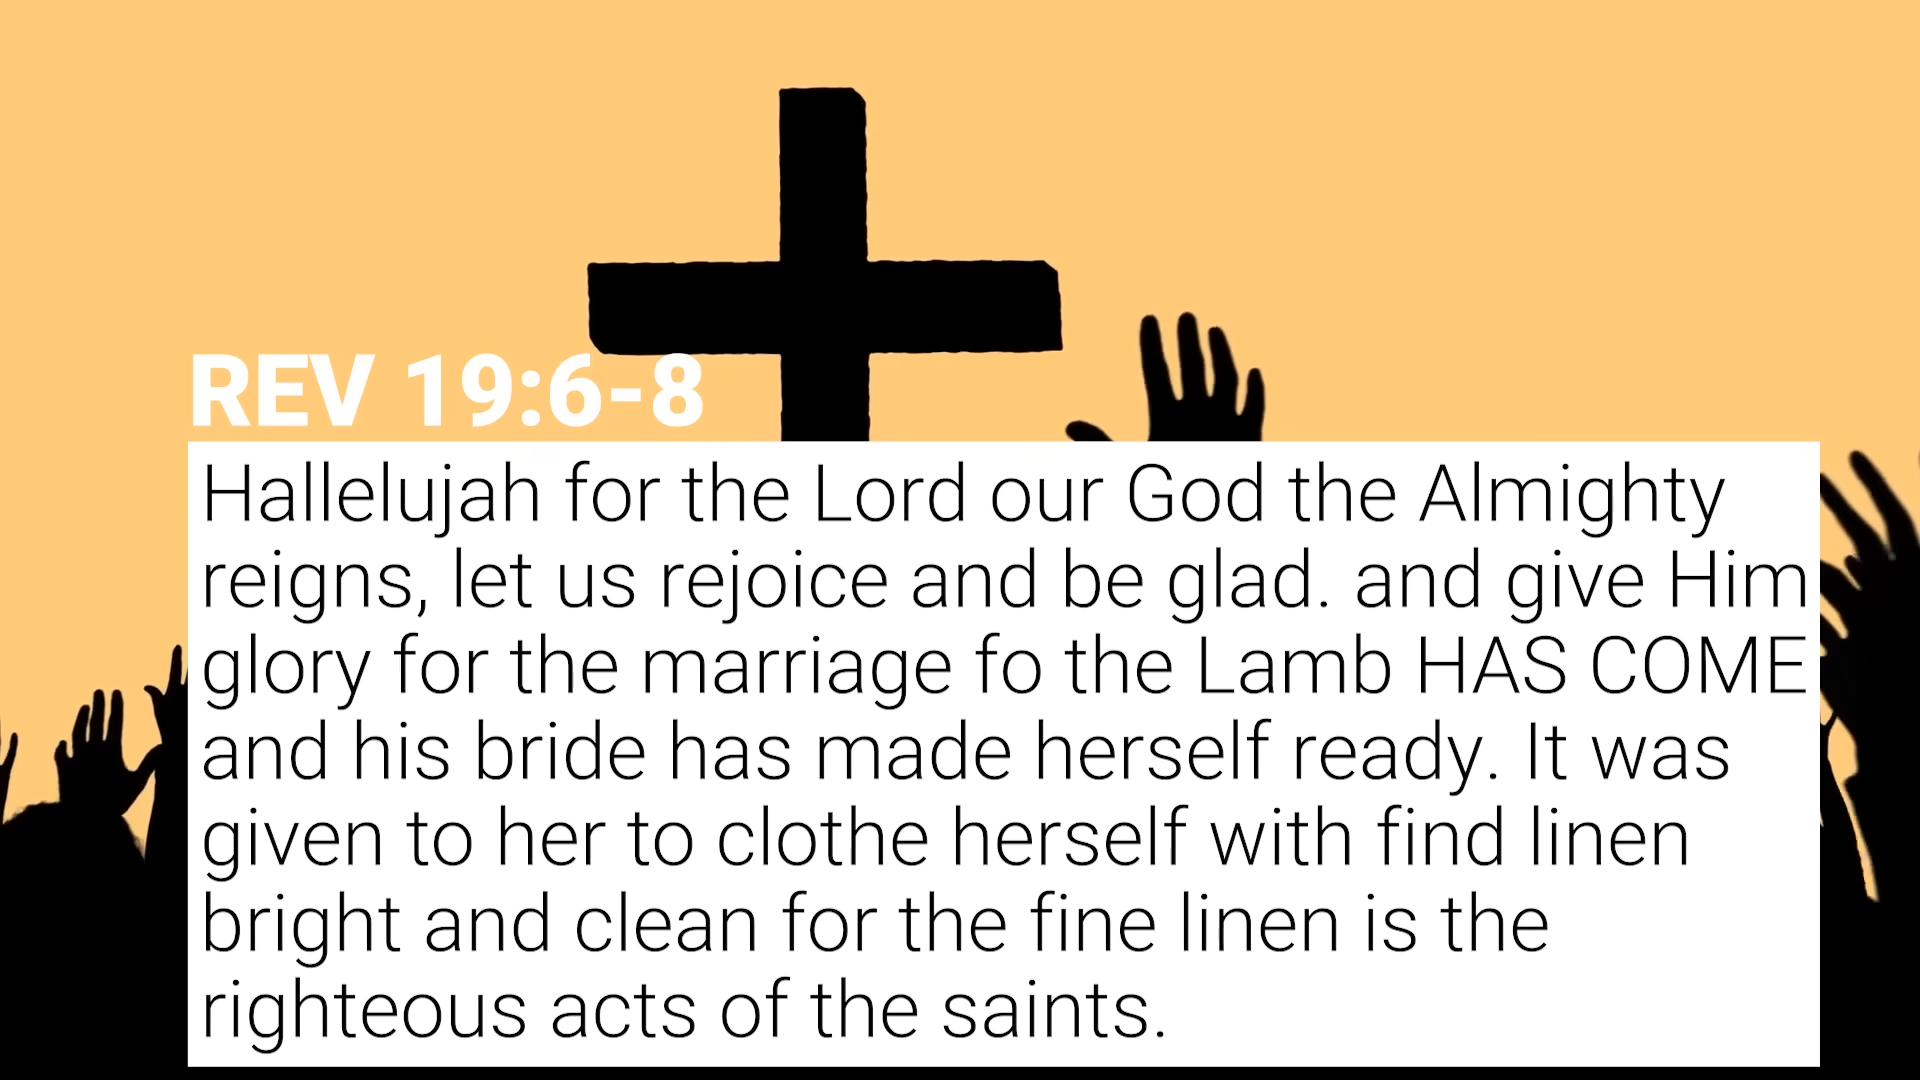 REV 19:6-8
Hallelujah for the Lord our God the Almighty
reigns, let us rejoice and be glad. and give Him
glory for the marriage fo the Lamb HAS COME
and his bride has made herself ready. It was
given to her to clothe herself with find linen
bright and clean for the fine linen is the
righteous acts of the saints.